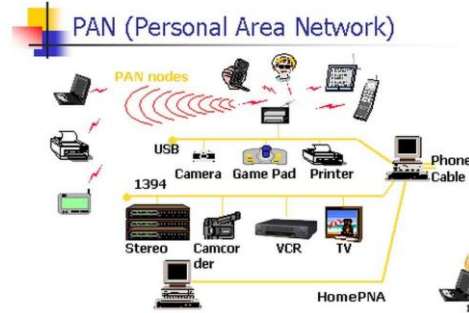 PAN (Personal Area Network)
PAN nodes
USB
Camera
Game Pad
Printer
Phone
Cable
1394
Stereo
Camcor
der
VCR
TV
HomePNA